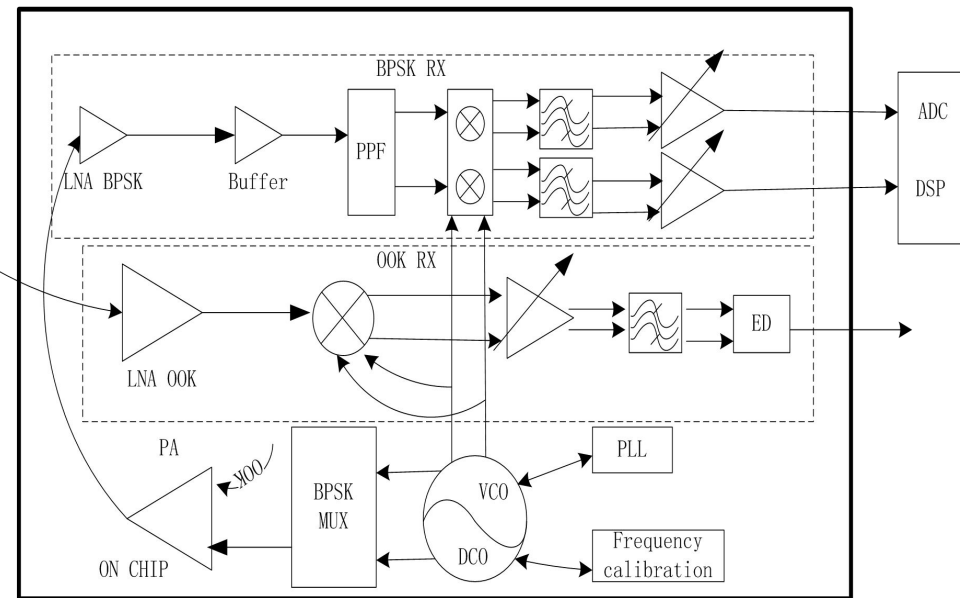 BPSK RX
LNA BPSK
Buffer
PPF
ADC
DSP
OOK RX
LNA OOK
ED
PA
OOK
ON CHIP
BPSK
MUX
VCO
DCO
PLL
Frequency
calibration